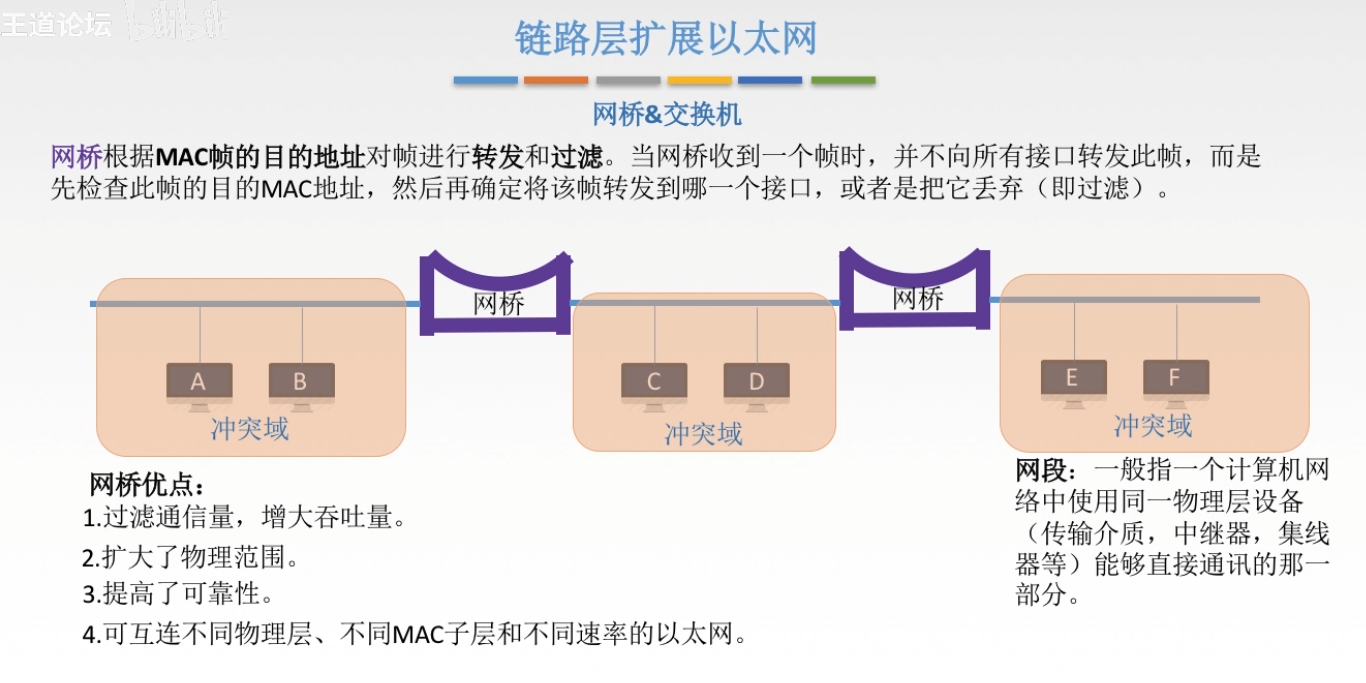 王道论坛 bilibili
链路层扩展以太网
网桥&交换机
网桥根据MAC帧的目的地址对帧进行转发和过滤。当网桥收到一个帧时，并不向所有接口转发此帧，而是
先检查此帧的目的MAC地址，然后再确定将该帧转发到哪一个接口，或者是把它丢弃（即过滤）。
网桥
网桥
A
B
C
D
E
F
冲突域
冲突域
冲突域
网桥优点：
1.过滤通信量，增大吞吐量。
2.扩大了物理范围。
3.提高了可靠性。
4.可互连不同物理层、不同MAC子层和不同速率的以太网。
网段：一般指一个计算机网
络中使用同一物理层设备
（传输介质，中继器，集线
器等）能够直接通讯的那一
部分。